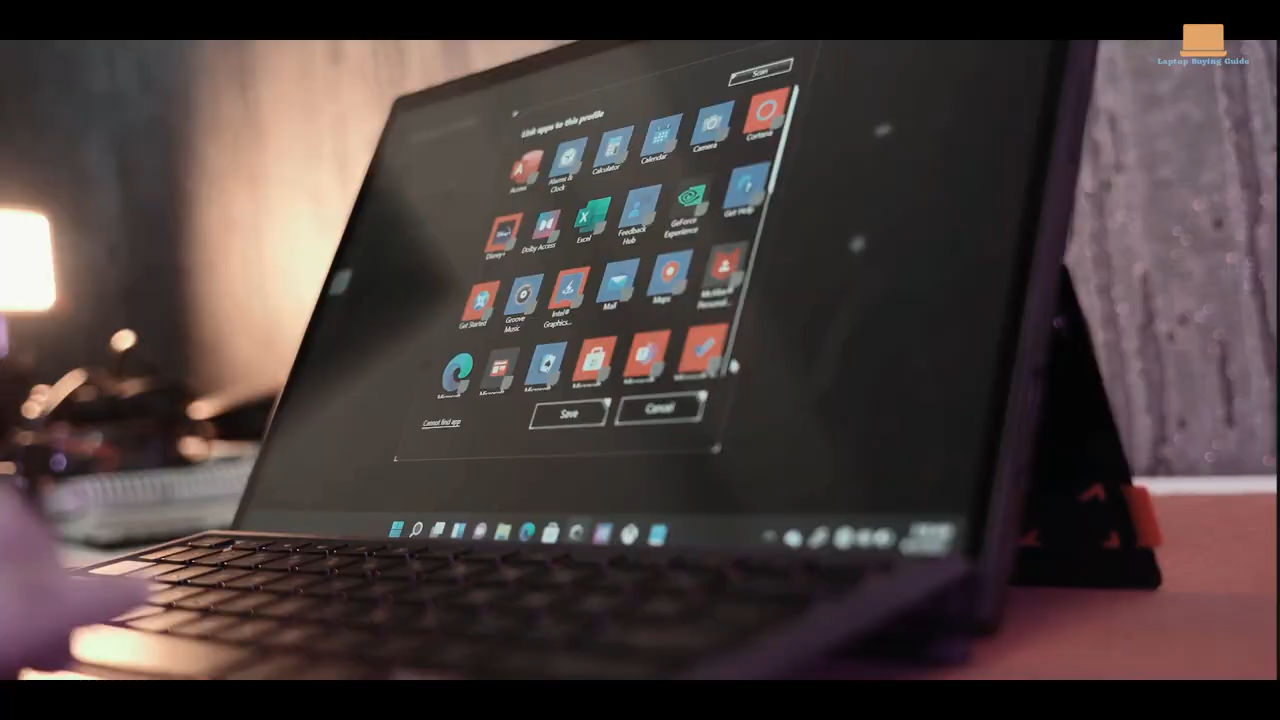 Laptop Buying Guide
Scan
Link apps to this profile
Access
Alarms &
Clock
Calculator
Calendar
Camera
Cortana
Disney+
Dolby Access
Excel
Feedback
Hub
GeForce
Experience
Get Help
Get Started
Groove
Music
Intel®
Graphics...
Mail
Maps
McAfee
Personal...
Cannot find app
Save
Cancel